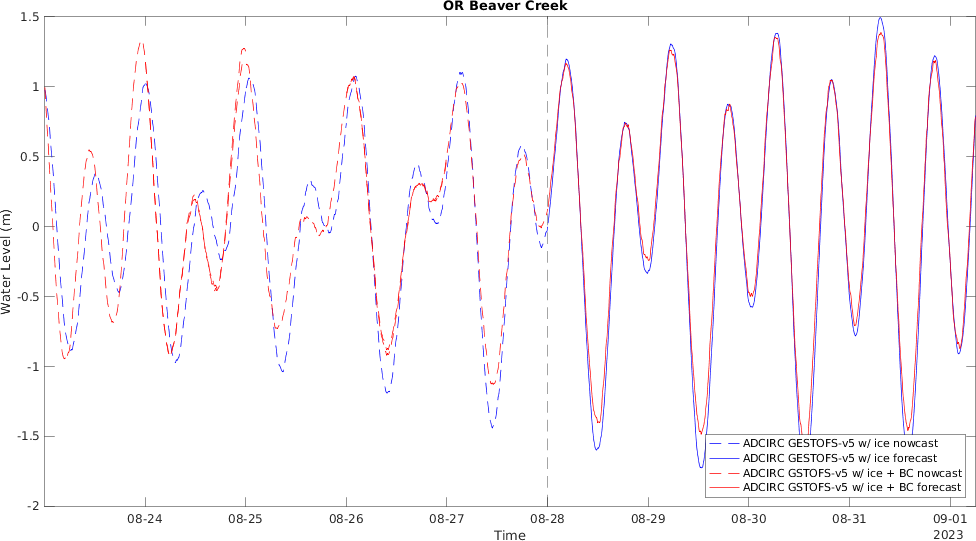 OR Beaver Creek
1.5
1
0.5
0
-0.5
-1
-1.5
-2
Water Level (m)
08-24 08-25 08-26 08-27 08-28 08-29 08-30 08-31 09-01
2023
Time
ADCIRC GESTOFS-v5 w/ ice nowcast
ADCIRC GESTOFS-v5 w/ ice forecast
ADCIRC GSTOFS-v5 w/ ice + BC nowcast
ADCIRC GSTOFS-v5 w/ ice + BC forecast